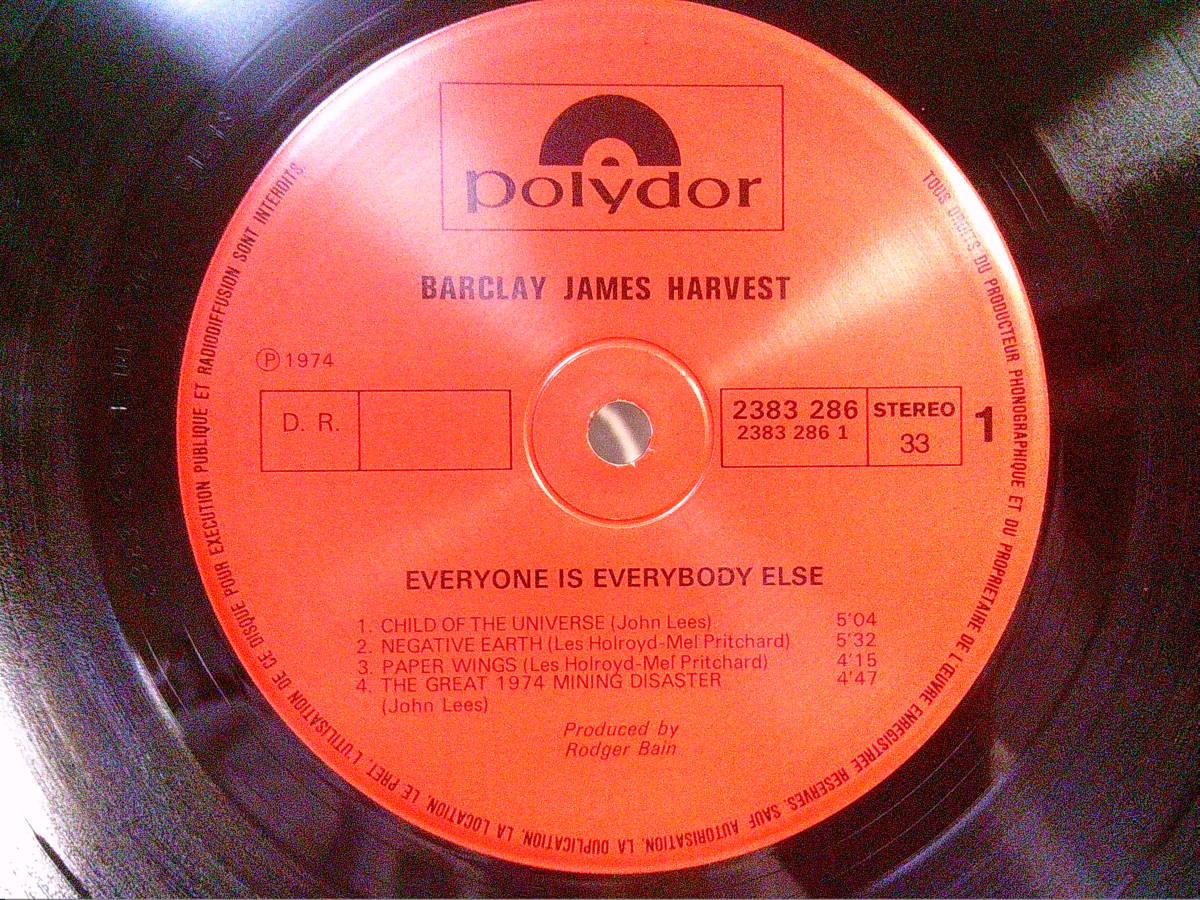 polydor
BARCLAY JAMES HARVEST
Ⓟ 1974
D. R.
2383 286
2383 286 1
STEREO
33
1
EVERYONE IS EVERYBODY ELSE
1. CHILD OF THE UNIVERSE (John Lees) 5'04
2. NEGATIVE EARTH (Les Holroyd-Mel Pritchard) 5'32
3. PAPER WINGS (Les Holroyd-Mel Pritchard) 4'15
4. THE GREAT 1974 MINING DISASTER 4'47
(John Lees)
Produced by
Rodger Bain
TOUS DROITS DU PRODUCTEUR PHONOGRAPHIQUE ET DU PROPRIETAIRE DE L'ŒUVRE ENREGISTREE RESERVES. SAUF AUTORISATION, LA DUPLICATION, LA LOCATION, LE PRET, L'UTILISATION DE CE DISQUE POUR EXECUTION PUBLIQUE ET RADIODIFFUSION SONT INTERDITS.